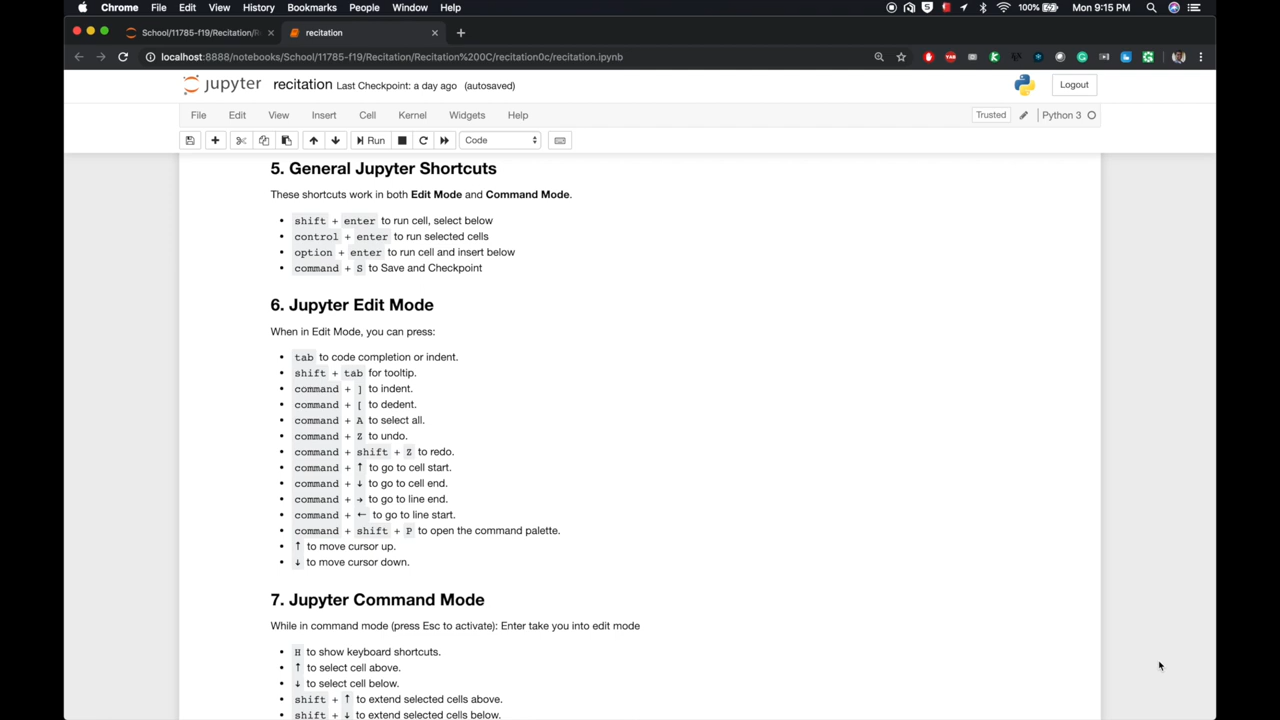 Chrome File Edit View History Bookmarks People Window Help 100% Mon 9:15 PM
School/11785-f19/Recitation/R × recitation × +
localhost:8888/notebooks/School/11785-f19/Recitation/Recitation%200C/recitation0c/recitation.ipynb
jupyter recitation Last Checkpoint: a day ago (autosaved) Logout
File Edit View Insert Cell Kernel Widgets Help Trusted Python 3
Run Code
5. General Jupyter Shortcuts
These shortcuts work in both Edit Mode and Command Mode.
• shift + enter to run cell, select below
• control + enter to run selected cells
• option + enter to run cell and insert below
• command + S to Save and Checkpoint
6. Jupyter Edit Mode
When in Edit Mode, you can press:
• tab to code completion or indent.
• shift + tab for tooltip.
• command + ] to indent.
• command + [ to dedent.
• command + A to select all.
• command + Z to undo.
• command + shift + Z to redo.
• command + ↑ to go to cell start.
• command + ↓ to go to cell end.
• command + → to go to line end.
• command + ← to go to line start.
• command + shift + P to open the command palette.
• ↑ to move cursor up.
• ↓ to move cursor down.
7. Jupyter Command Mode
While in command mode (press Esc to activate): Enter take you into edit mode
• H to show keyboard shortcuts.
• ↑ to select cell above.
• ↓ to select cell below.
• shift + ↑ to extend selected cells above.
• shift + ↓ to extend selected cells below.